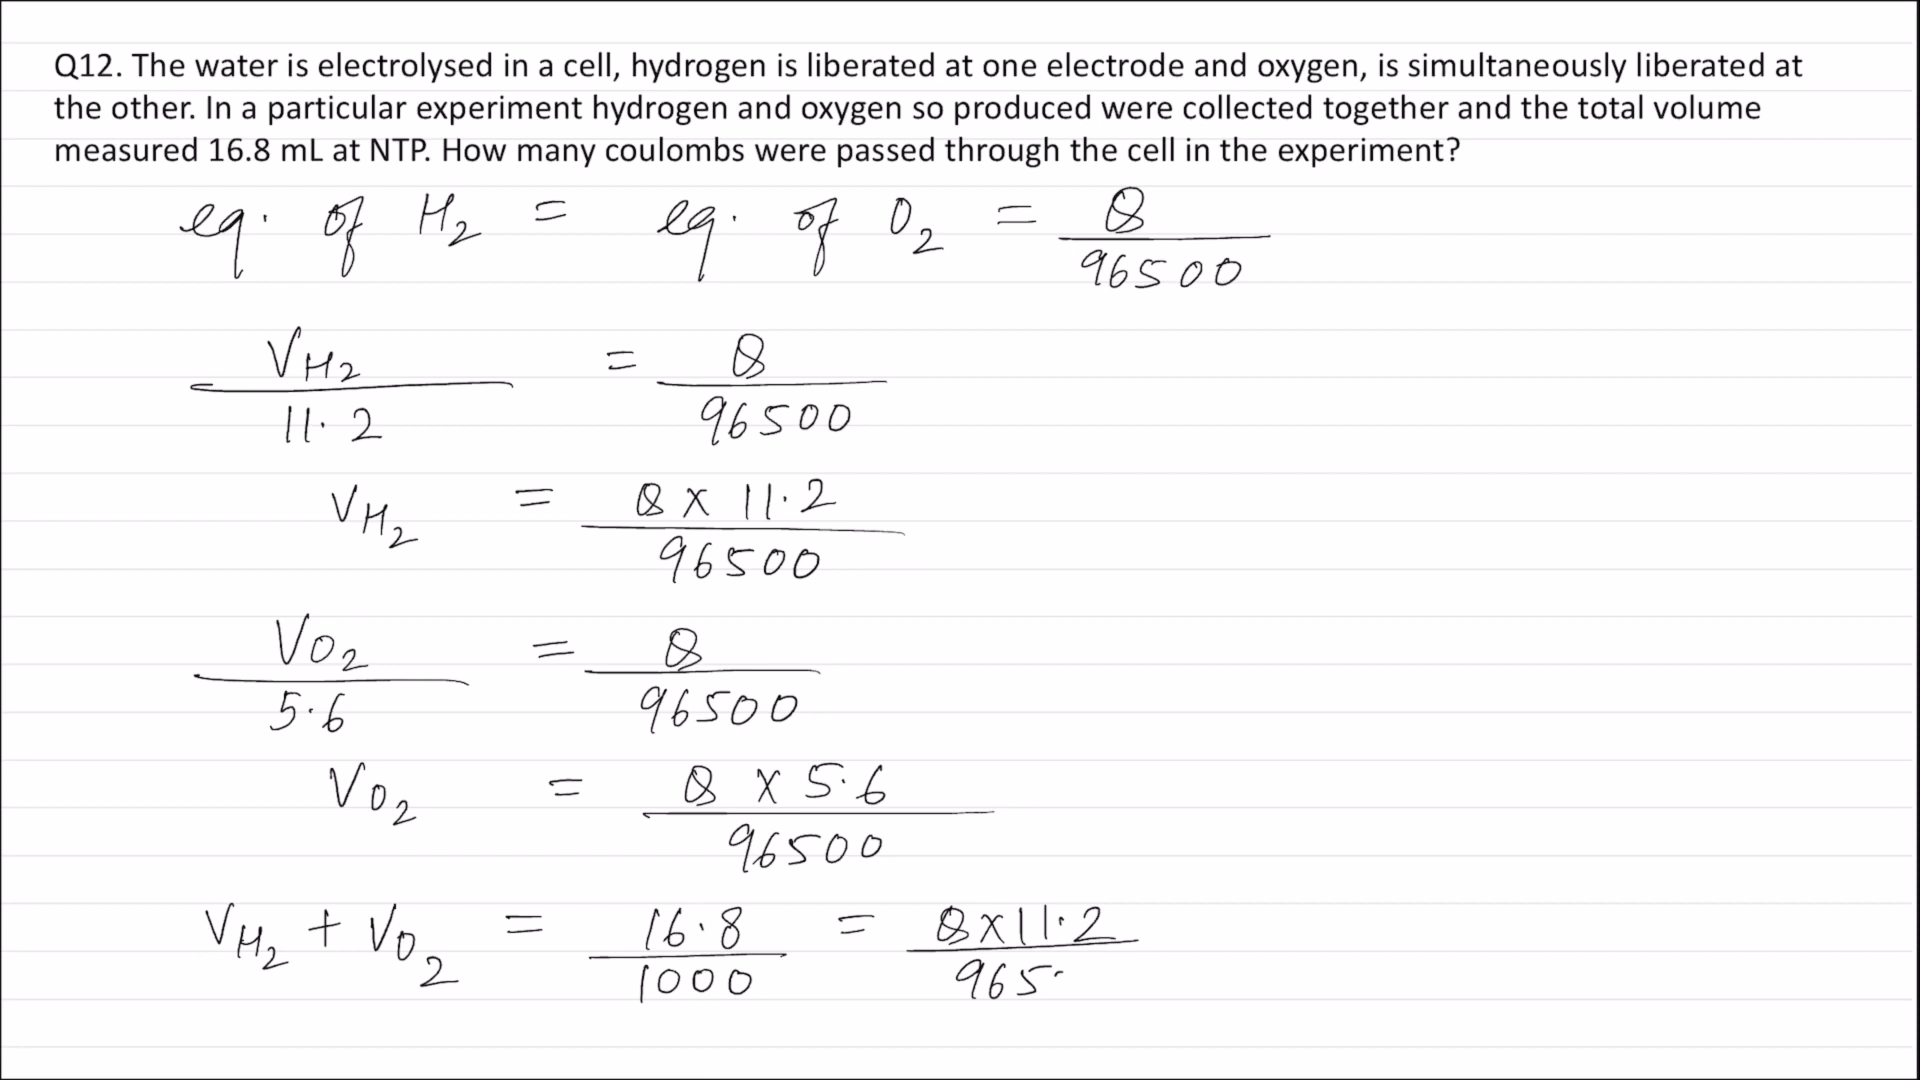 Q12. The water is electrolysed in a cell, hydrogen is liberated at one electrode and oxygen, is simultaneously liberated at
the other. In a particular experiment hydrogen and oxygen so produced were collected together and the total volume
measured 16.8 mL at NTP. How many coulombs were passed through the cell in the experiment?
eq. of H2 = eq. of O2 = Q / 96500
VH2 / 11.2 = Q / 96500
VH2 = Q x 11.2 / 96500
VO2 / 5.6 = Q / 96500
VO2 = Q x 5.6 / 96500
VH2 + VO2 = 16.8 / 1000 = Q x 11.2 / 965